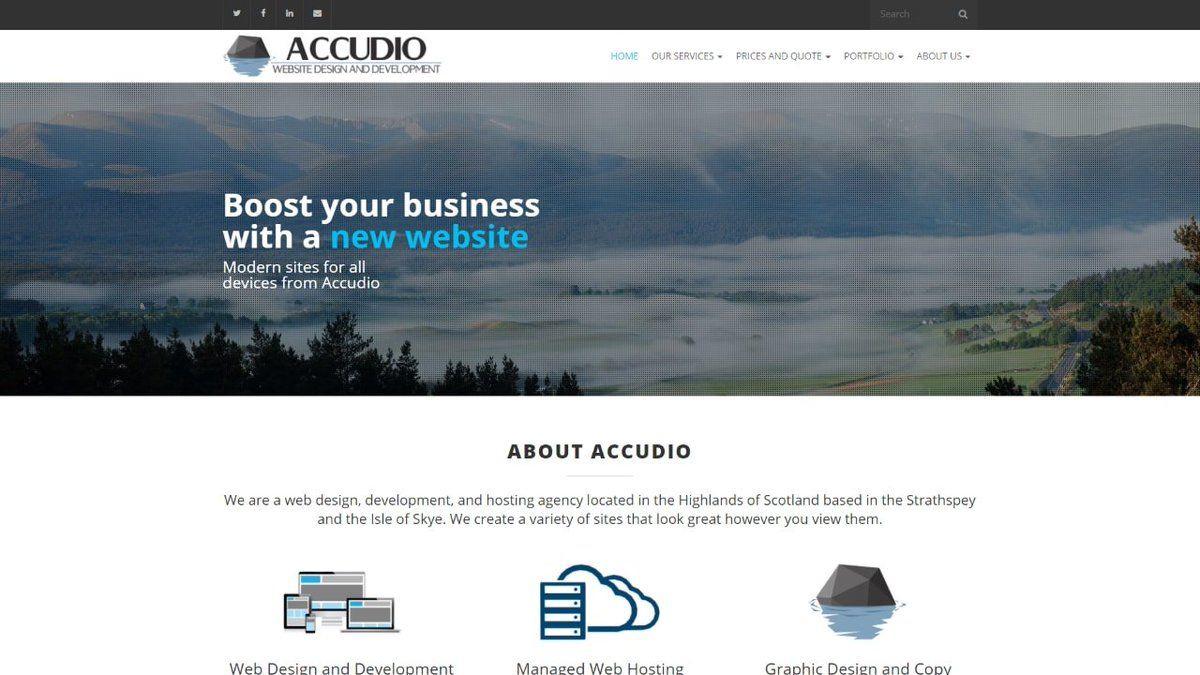 Search
ACCUDIO
WEBSITE DESIGN AND DEVELOPMENT
HOME OUR SERVICES PRICES AND QUOTE PORTFOLIO ABOUT US
Boost your business
with a new website
Modern sites for all
devices from Accudio
ABOUT ACCUDIO
We are a web design, development, and hosting agency located in the Highlands of Scotland based in the Strathspey
and the Isle of Skye. We create a variety of sites that look great however you view them.
Web Design and Development Managed Web Hosting Graphic Design and Copy